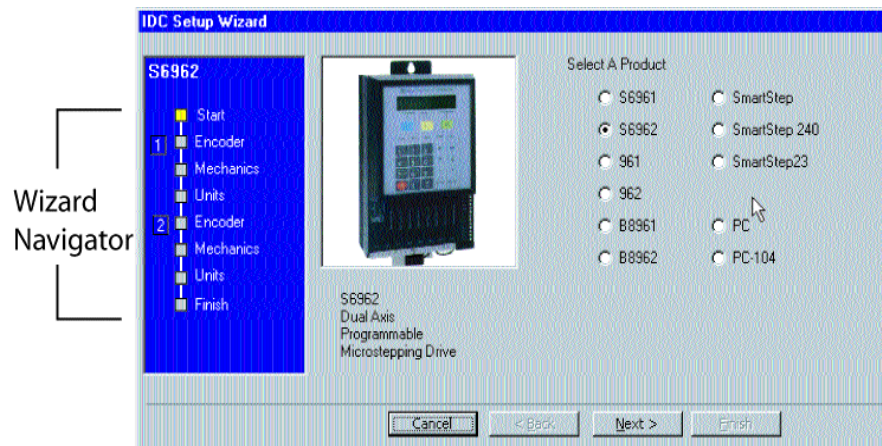 IDC Setup Wizard
S6962
Start
1 Encoder
Mechanics
Units
2 Encoder
Mechanics
Units
Finish
Wizard
Navigator
S6962
Dual Axis
Programmable
Microstepping Drive
Select A Product
S6961 SmartStep
S6962 SmartStep 240
961 SmartStep23
962
B8961 PC
B8962 PC-104
Cancel < Back Next > Finish